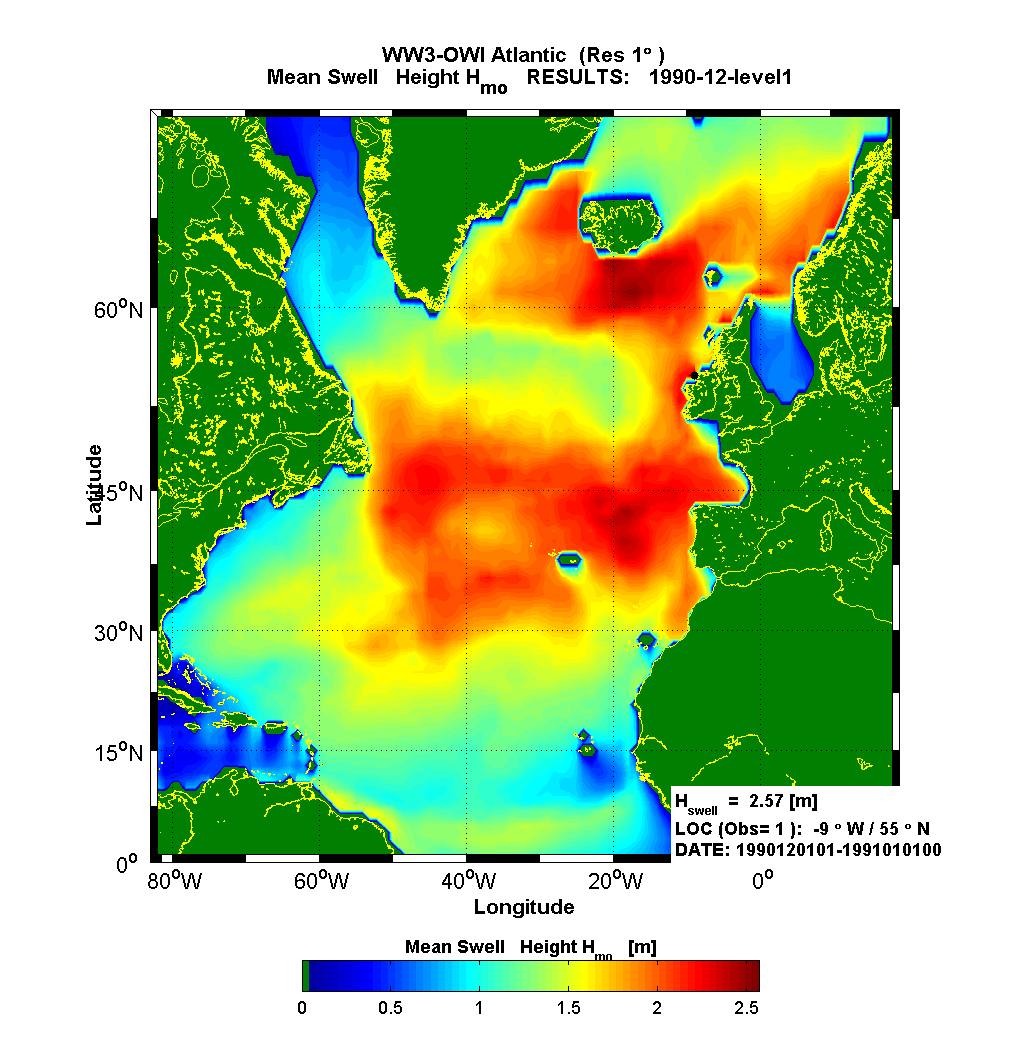 WW3-OWI Atlantic (Res 1° )
Mean Swell Height Hmo RESULTS: 1990-12-level1
Latitude
60°N
45°N
30°N
15°N
0°
80°W 60°W 40°W 20°W 0°
Longitude
Hswell = 2.57 [m]
LOC (Obs= 1 ): -9 ° W / 55 ° N
DATE: 1990120101-1991010100
Mean Swell Height Hmo [m]
0 0.5 1 1.5 2 2.5